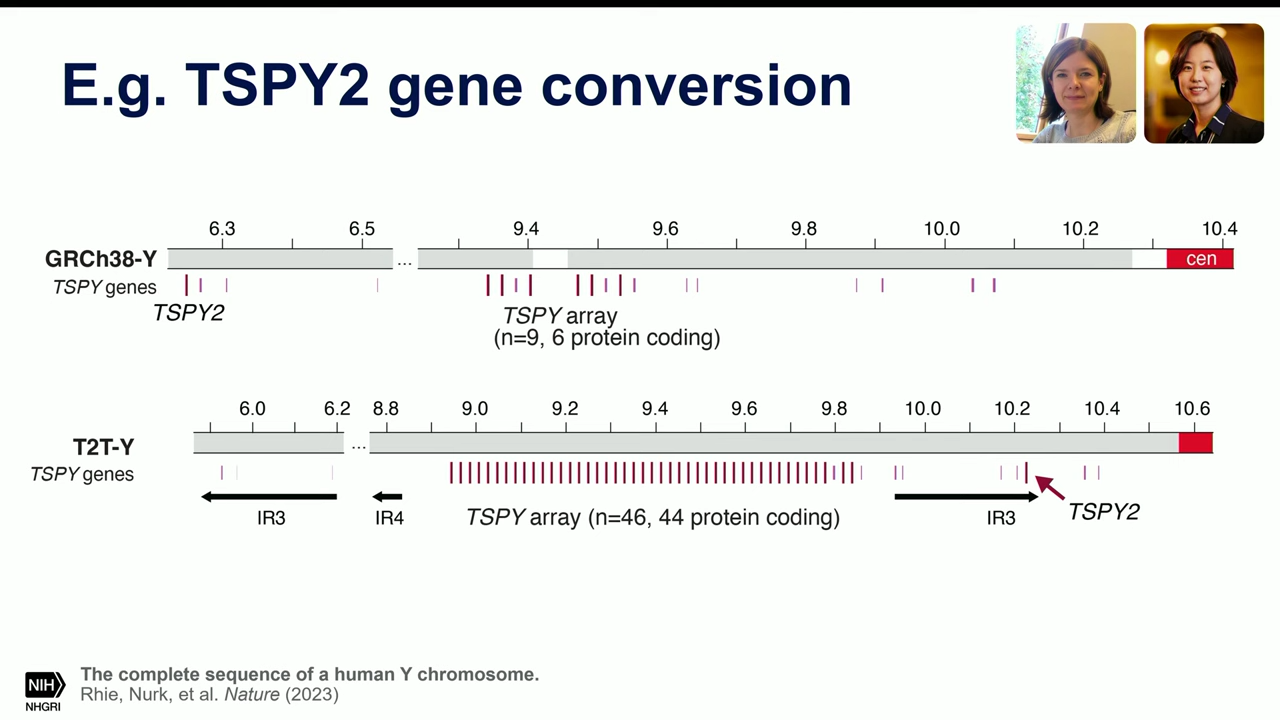 E.g. TSPY2 gene conversion
6.3 6.5 9.4 9.6 9.8 10.0 10.2 10.4
GRCh38-Y ... cen
TSPY genes
TSPY2
TSPY array
(n=9, 6 protein coding)
6.0 6.2 8.8 9.0 9.2 9.4 9.6 9.8 10.0 10.2 10.4 10.6
T2T-Y ...
TSPY genes
IR3 IR4 TSPY array (n=46, 44 protein coding) IR3 TSPY2
The complete sequence of a human Y chromosome.
NIH Rhie, Nurk, et al. Nature (2023)
NHGRI